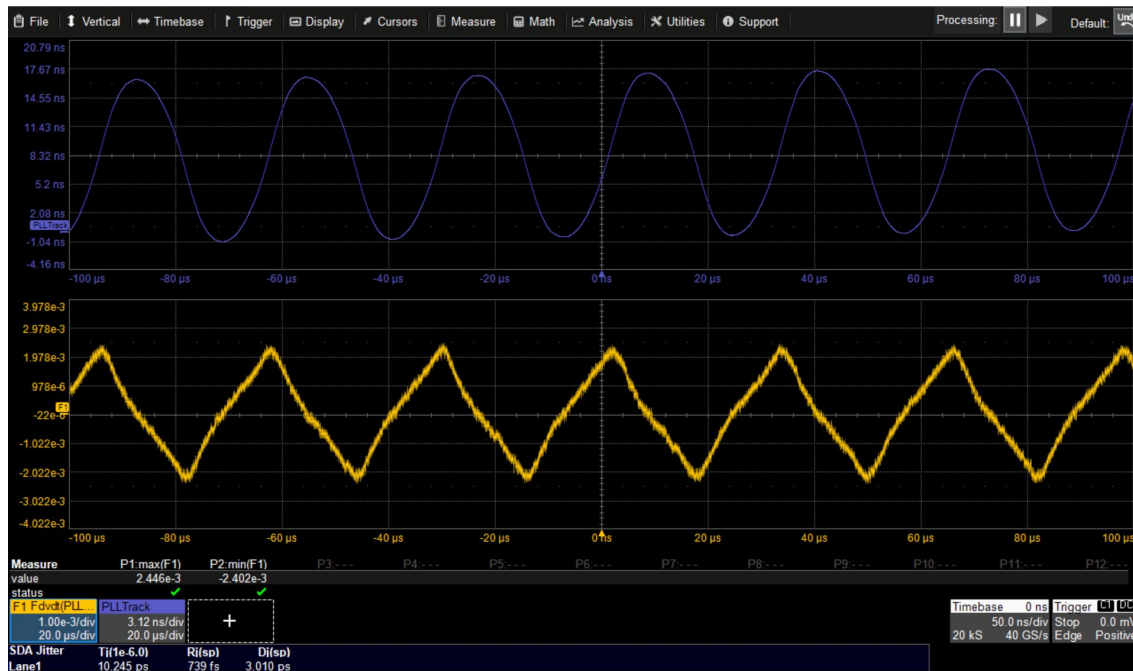 File Vertical Timebase Trigger Display Cursors Measure Math Analysis Utilities Support Processing: Default: Und
20.79 ns
17.67 ns
14.55 ns
11.43 ns
8.32 ns
5.2 ns
2.08 ns
PLLTrack
-1.04 ns
-4.16 ns
-100 µs -80 µs -60 µs -40 µs -20 µs 0 ns 20 µs 40 µs 60 µs 80 µs 100 µs
3.978e-3
2.978e-3
1.978e-3
978e-6
F1
-22e-6
-1.022e-3
-2.022e-3
-3.022e-3
-4.022e-3
-100 µs -80 µs -60 µs -40 µs -20 µs 0 ns 20 µs 40 µs 60 µs 80 µs 100 µs
Measure P1:max(F1) P2:min(F1) P3:--- P4:--- P5:--- P6:--- P7:--- P8:--- P9:--- P10:--- P11:--- P12:---
value 2.446e-3 -2.402e-3
status
F1 Fdvdt(PLL... PLLTrack
1.00e-3/div 3.12 ns/div
20.0 µs/div 20.0 µs/div
+
Timebase 0 ns Trigger C1 DC
50.0 ns/div Stop 0.0 mV
20 kS 40 GS/s Edge Positive
SDA Jitter Tj(1e-6.0) Rj(sp) Dj(sp)
Lane1 10.245 ps 739 fs 3.010 ps